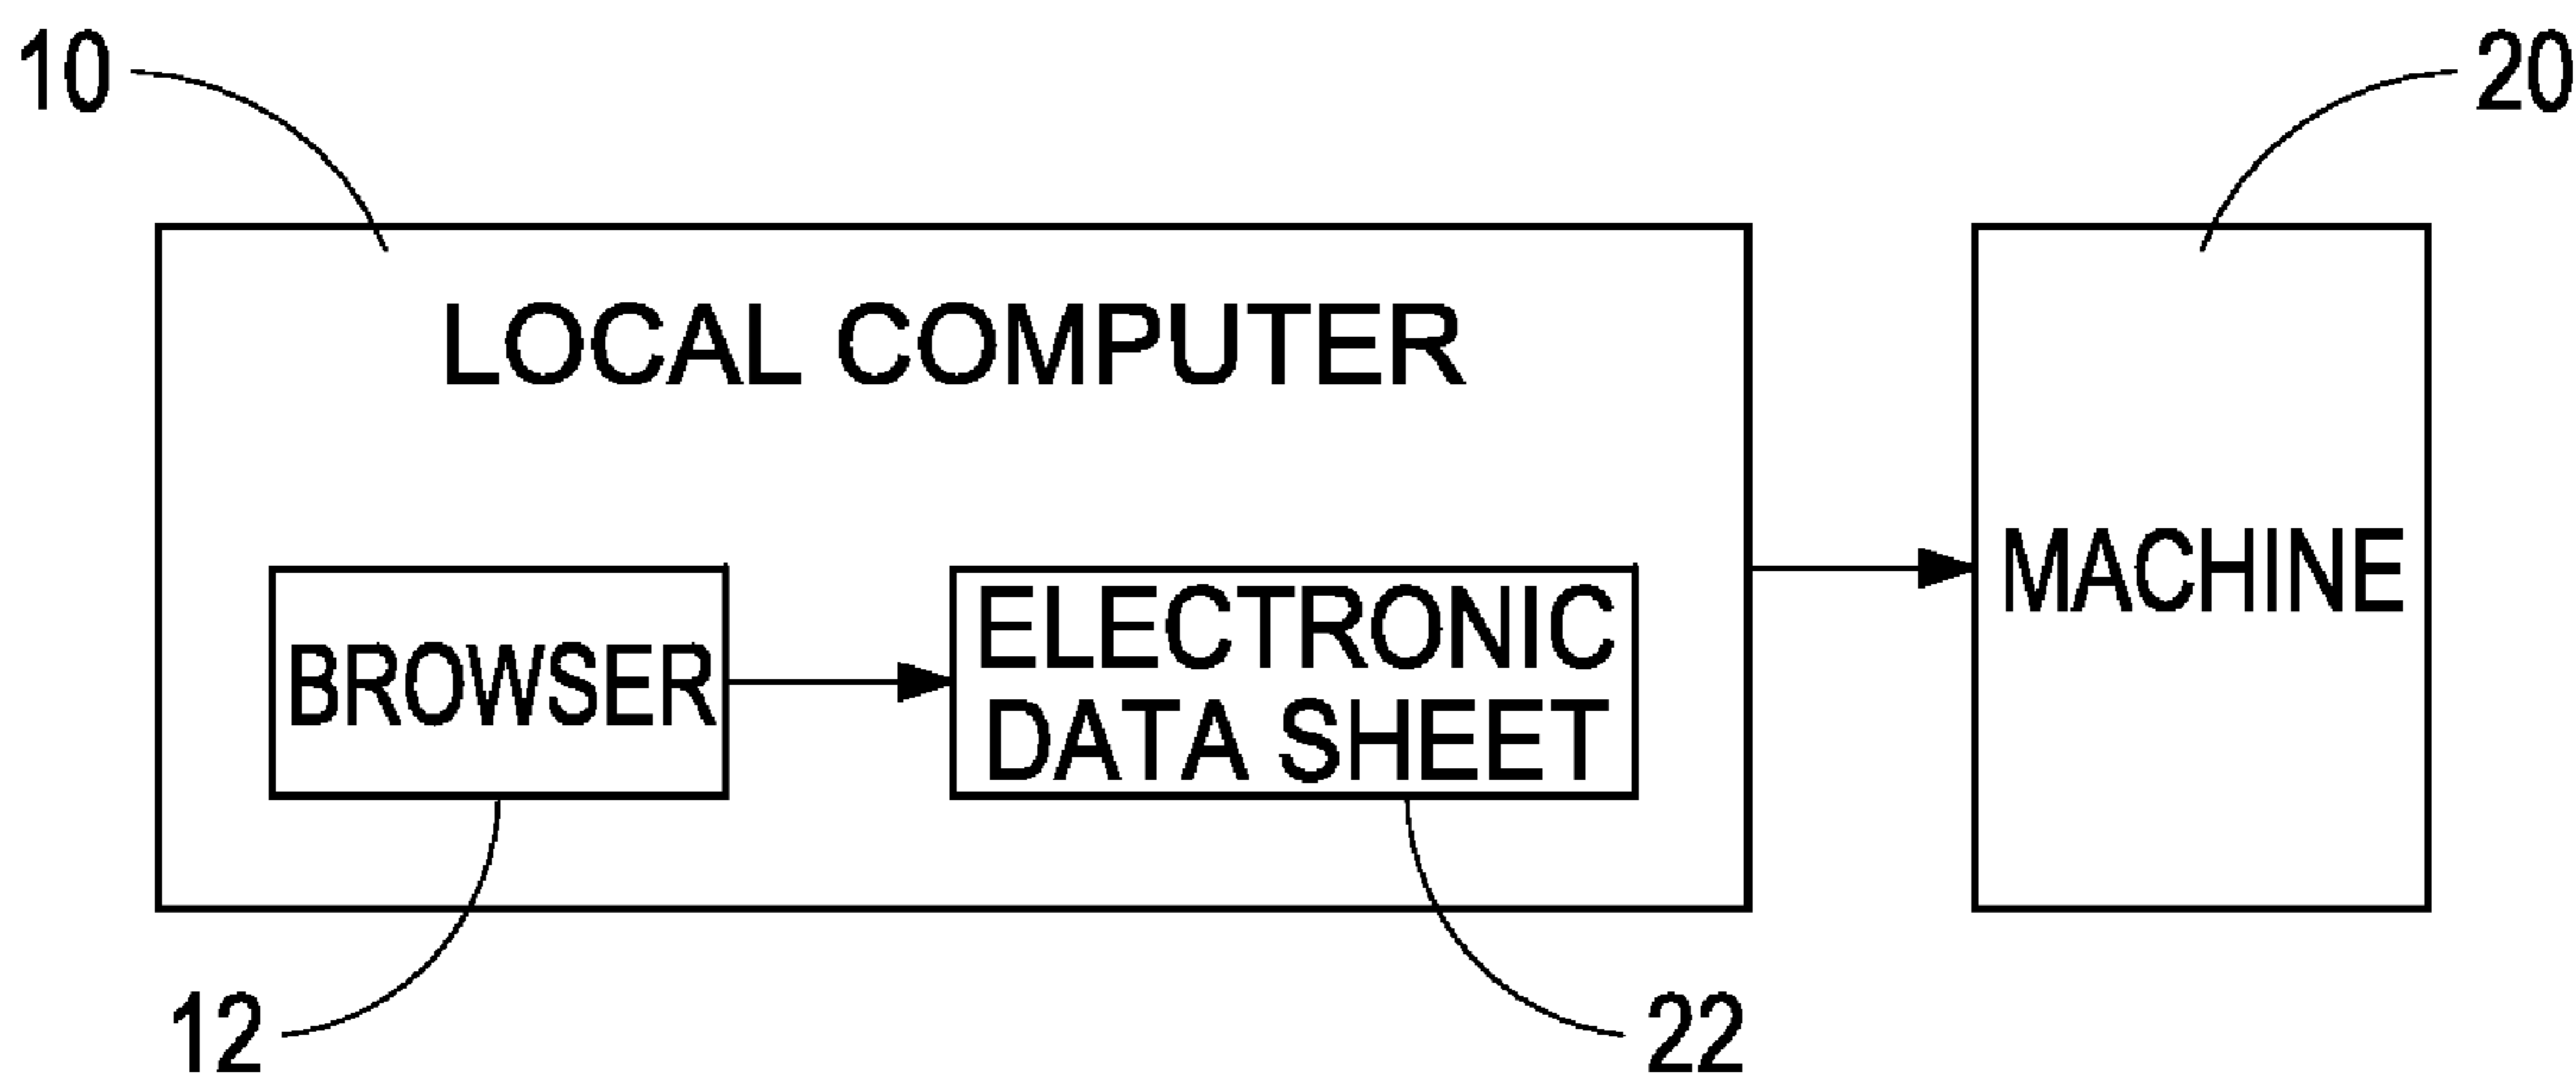 10
20
LOCAL COMPUTER
MACHINE
BROWSER
ELECTRONIC
DATA SHEET
12
22